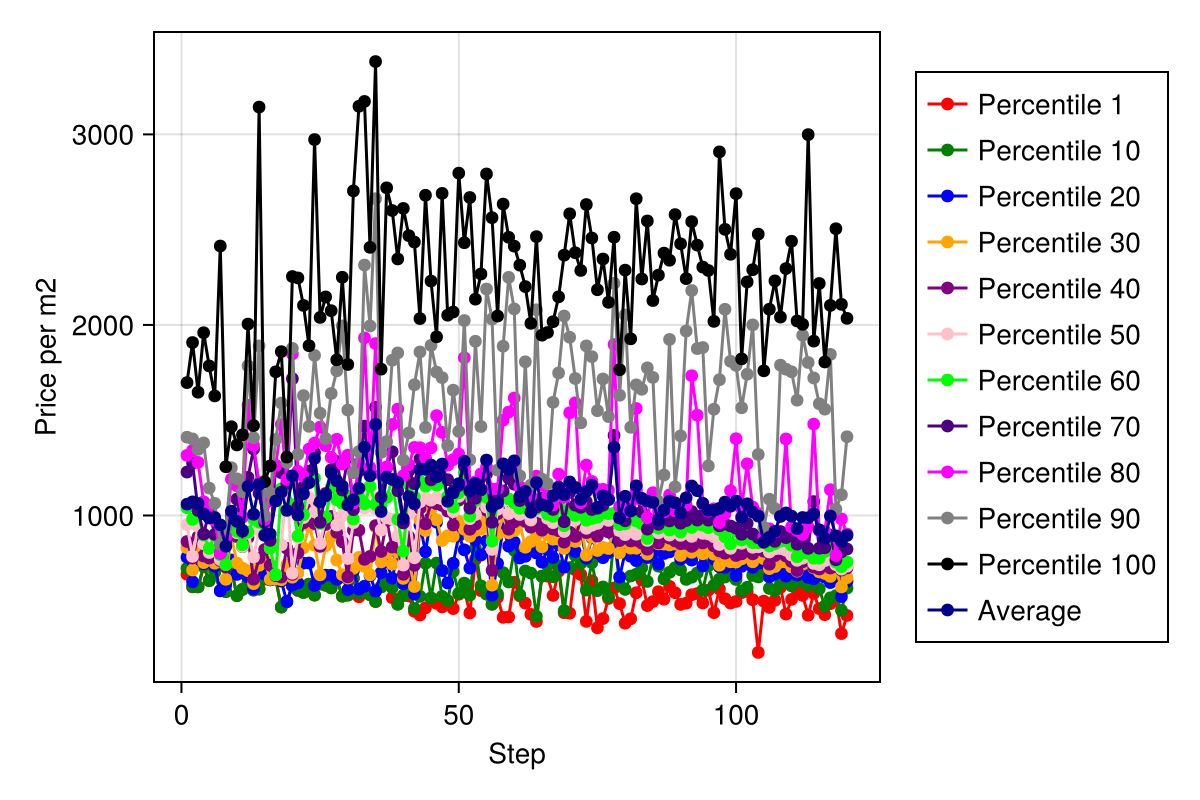 3000
2000
1000
Price per m2
0
50
100
Step
Percentile 1
Percentile 10
Percentile 20
Percentile 30
Percentile 40
Percentile 50
Percentile 60
Percentile 70
Percentile 80
Percentile 90
Percentile 100
Average